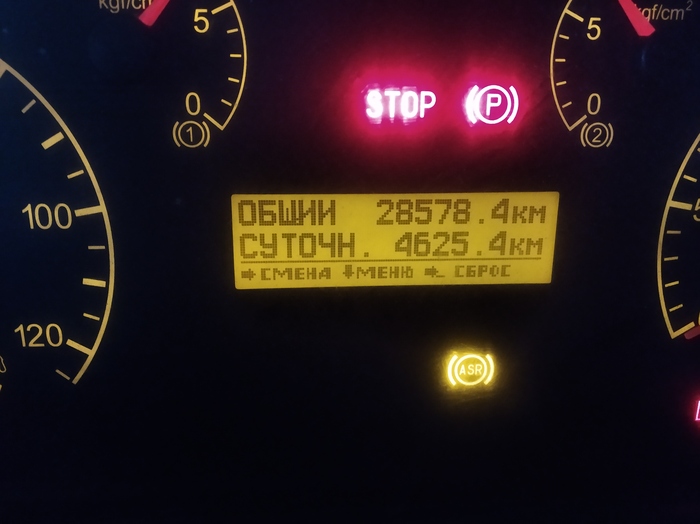 kgf/cm
kgf/cm²
5
5
0
0
1
2
STOP
P
100
ОБЩИЙ 28578.4км
СУТОЧН. 4625.4км
СМЕНА МЕНЮ СБРОС
120
ASR